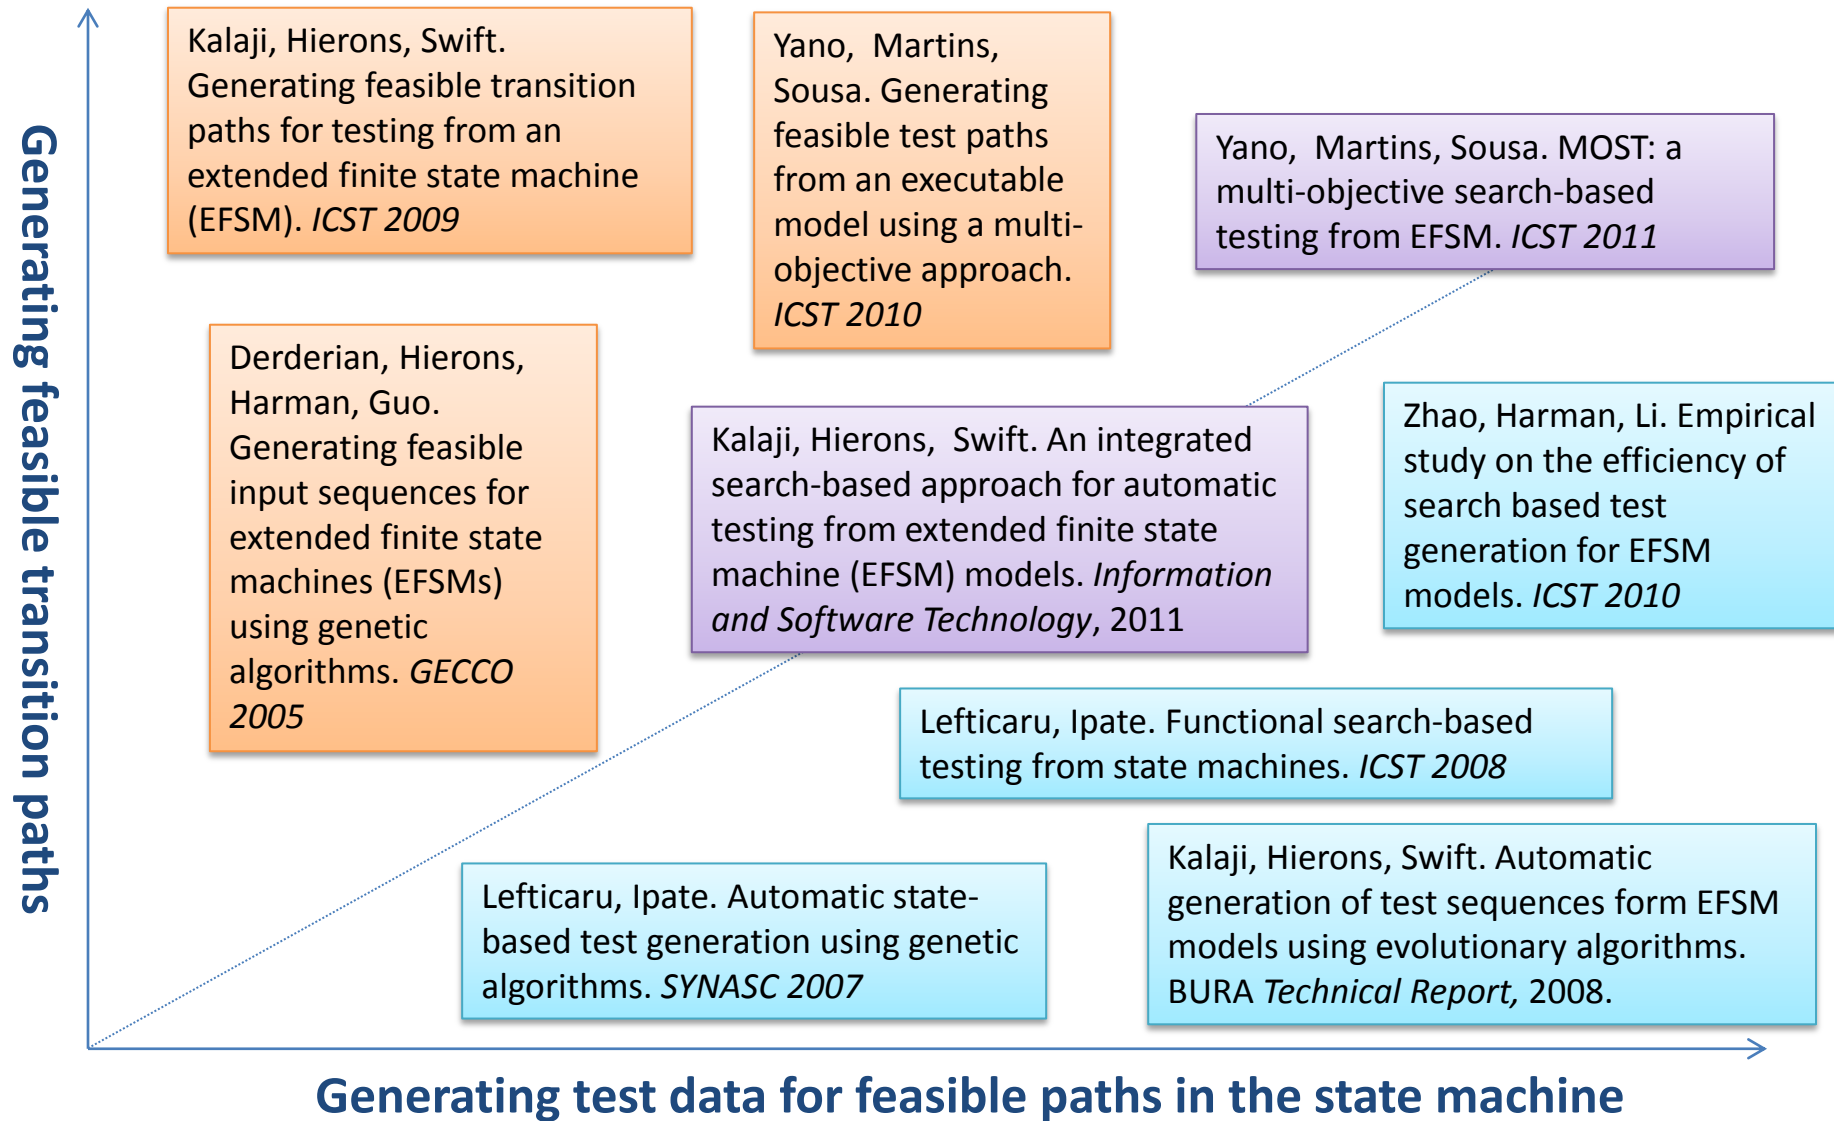 Generating feasible transition paths
Kalaji, Hierons, Swift.
Generating feasible transition
paths for testing from an
extended finite state machine
(EFSM). ICST 2009
Yano, Martins,
Sousa. Generating
feasible test paths
from an executable
model using a multi-
objective approach.
ICST 2010
Yano, Martins, Sousa. MOST: a
multi-objective search-based
testing from EFSM. ICST 2011
Derderian, Hierons,
Harman, Guo.
Generating feasible
input sequences for
extended finite state
machines (EFSMs)
using genetic
algorithms. GECCO
2005
Kalaji, Hierons, Swift. An integrated
search-based approach for automatic
testing from extended finite state
machine (EFSM) models. Information
and Software Technology, 2011
Zhao, Harman, Li. Empirical
study on the efficiency of
search based test
generation for EFSM
models. ICST 2010
Lefticaru, Ipate. Functional search-based
testing from state machines. ICST 2008
Lefticaru, Ipate. Automatic state-
based test generation using genetic
algorithms. SYNASC 2007
Kalaji, Hierons, Swift. Automatic
generation of test sequences form EFSM
models using evolutionary algorithms.
BURA Technical Report, 2008.
Generating test data for feasible paths in the state machine